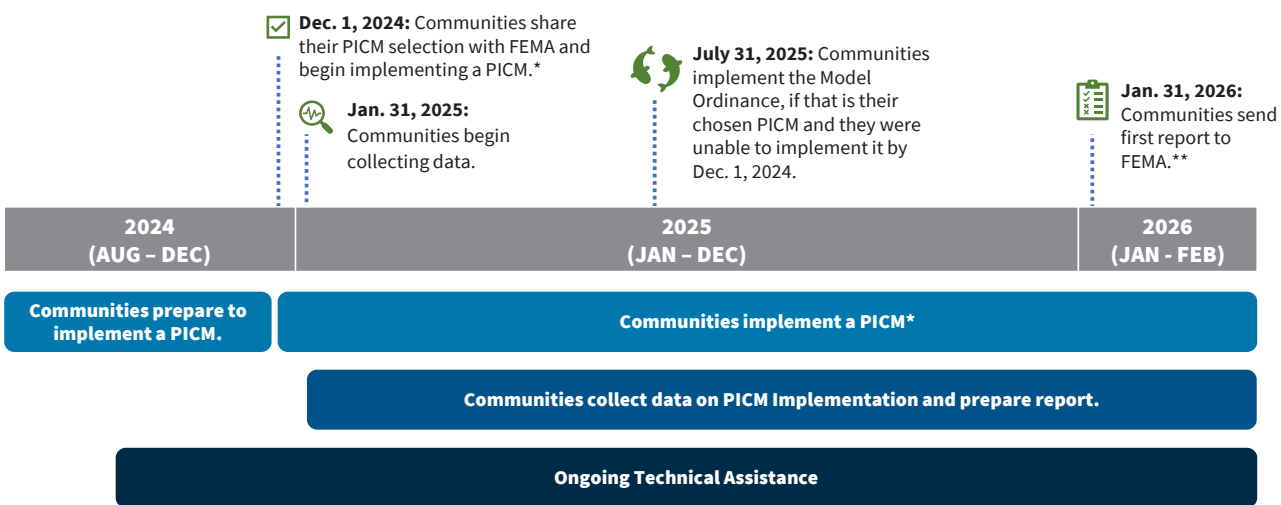 Dec. 1, 2024: Communities share
their PICM selection with FEMA and
begin implementing a PICM.*
Jan. 31, 2025:
Communities begin
collecting data.
July 31, 2025: Communities
implement the Model
Ordinance, if that is their
chosen PICM and they were
unable to implement it by
Dec. 1, 2024.
Jan. 31, 2026:
Communities send
first report to
FEMA.**
2024
(AUG – DEC)
2025
(JAN – DEC)
2026
(JAN - FEB)
Communities prepare to
implement a PICM.
Communities implement a PICM*
Communities collect data on PICM Implementation and prepare report.
Ongoing Technical Assistance